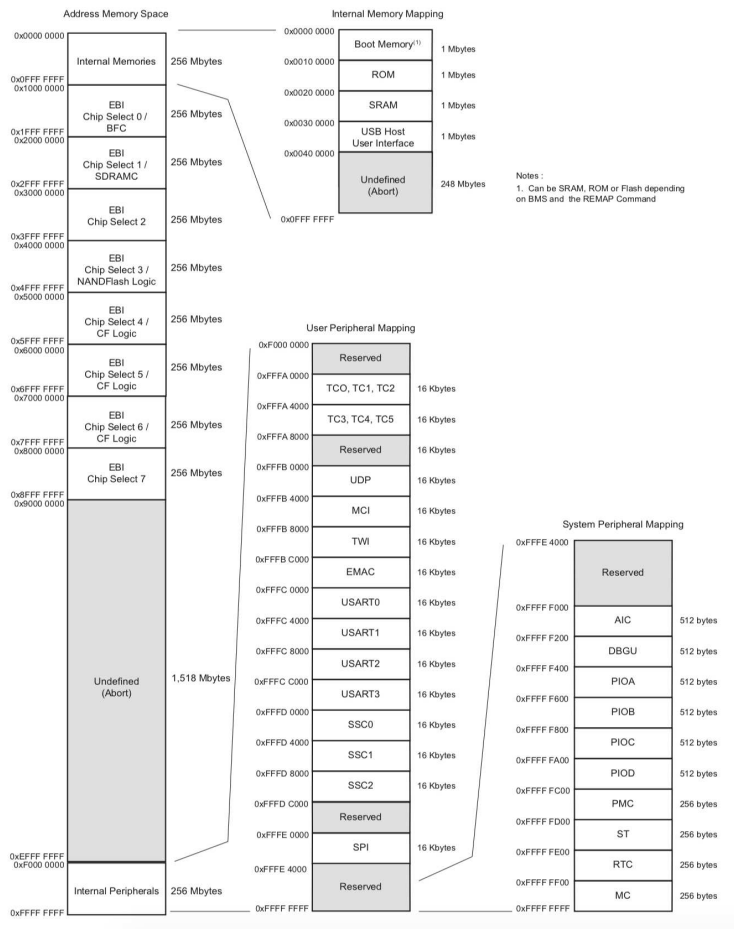 Address Memory Space
0x0000 0000
Internal Memories
256 Mbytes
0x0FFF FFFF
0x1000 0000
EBI
Chip Select 0 /
BFC
256 Mbytes
0x1FFF FFFF
0x2000 0000
EBI
Chip Select 1 /
SDRAMC
256 Mbytes
0x2FFF FFFF
0x3000 0000
EBI
Chip Select 2
256 Mbytes
0x3FFF FFFF
0x4000 0000
EBI
Chip Select 3 /
NANDFlash Logic
256 Mbytes
0x4FFF FFFF
0x5000 0000
EBI
Chip Select 4 /
CF Logic
256 Mbytes
0x5FFF FFFF
0x6000 0000
EBI
Chip Select 5 /
CF Logic
256 Mbytes
0x6FFF FFFF
0x7000 0000
EBI
Chip Select 6 /
CF Logic
256 Mbytes
0x7FFF FFFF
0x8000 0000
EBI
Chip Select 7
256 Mbytes
0x8FFF FFFF
0x9000 0000
Undefined
(Abort)
1,518 Mbytes
0xEFFF FFFF
0xF000 0000
Internal Peripherals
256 Mbytes
0xFFFF FFFF
Internal Memory Mapping
0x0000 0000
Boot Memory(1)
1 Mbytes
0x0010 0000
ROM
1 Mbytes
0x0020 0000
SRAM
1 Mbytes
0x0030 0000
USB Host
User Interface
1 Mbytes
0x0040 0000
Undefined
(Abort)
248 Mbytes
0x0FFF FFFF
Notes :
1. Can be SRAM, ROM or Flash depending
on BMS and the REMAP Command
User Peripheral Mapping
0xF000 0000
Reserved
0xFFFA 0000
TCO, TC1, TC2
16 Kbytes
0xFFFA 4000
TC3, TC4, TC5
16 Kbytes
0xFFFA 8000
Reserved
16 Kbytes
0xFFFB 0000
UDP
16 Kbytes
0xFFFB 4000
MCI
16 Kbytes
0xFFFB 8000
TWI
16 Kbytes
0xFFFB C000
EMAC
16 Kbytes
0xFFFC 0000
USART0
16 Kbytes
0xFFFC 4000
USART1
16 Kbytes
0xFFFC 8000
USART2
16 Kbytes
0xFFFC C000
USART3
16 Kbytes
0xFFFD 0000
SSC0
16 Kbytes
0xFFFD 4000
SSC1
16 Kbytes
0xFFFD 8000
SSC2
16 Kbytes
0xFFFD C000
Reserved
0xFFFE 0000
SPI
16 Kbytes
0xFFFE 4000
Reserved
0xFFFF FFFF
System Peripheral Mapping
0xFFFE 4000
Reserved
0xFFFF F000
AIC
512 bytes
0xFFFF F200
DBGU
512 bytes
0xFFFF F400
PIOA
512 bytes
0xFFFF F600
PIOB
512 bytes
0xFFFF F800
PIOC
512 bytes
0xFFFF FA00
PIOD
512 bytes
0xFFFF FC00
PMC
256 bytes
0xFFFF FD00
ST
256 bytes
0xFFFF FE00
RTC
256 bytes
0xFFFF FF00
MC
256 bytes
0xFFFF FFFF